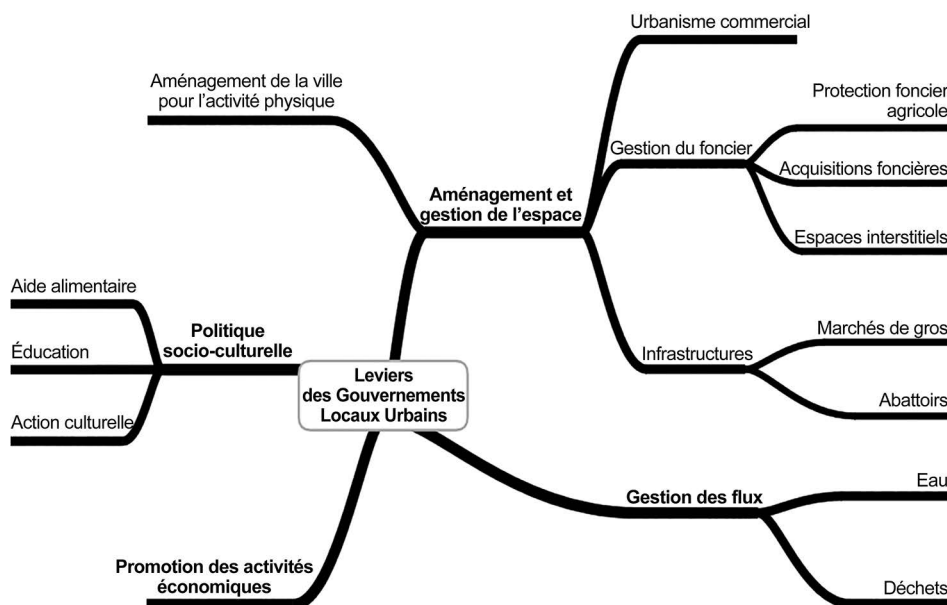 Urbanisme commercial
Aménagement de la ville
pour l’activité physique
Protection foncier
agricole
Gestion du foncier
Acquisitions foncières
Aménagement et
gestion de l’espace
Espaces interstitiels
Aide alimentaire
Politique
socio-culturelle
Éducation
Action culturelle
Marchés de gros
Infrastructures
Abattoirs
Leviers
des Gouvernements
Locaux Urbains
Eau
Gestion des flux
Déchets
Promotion des activités
économiques